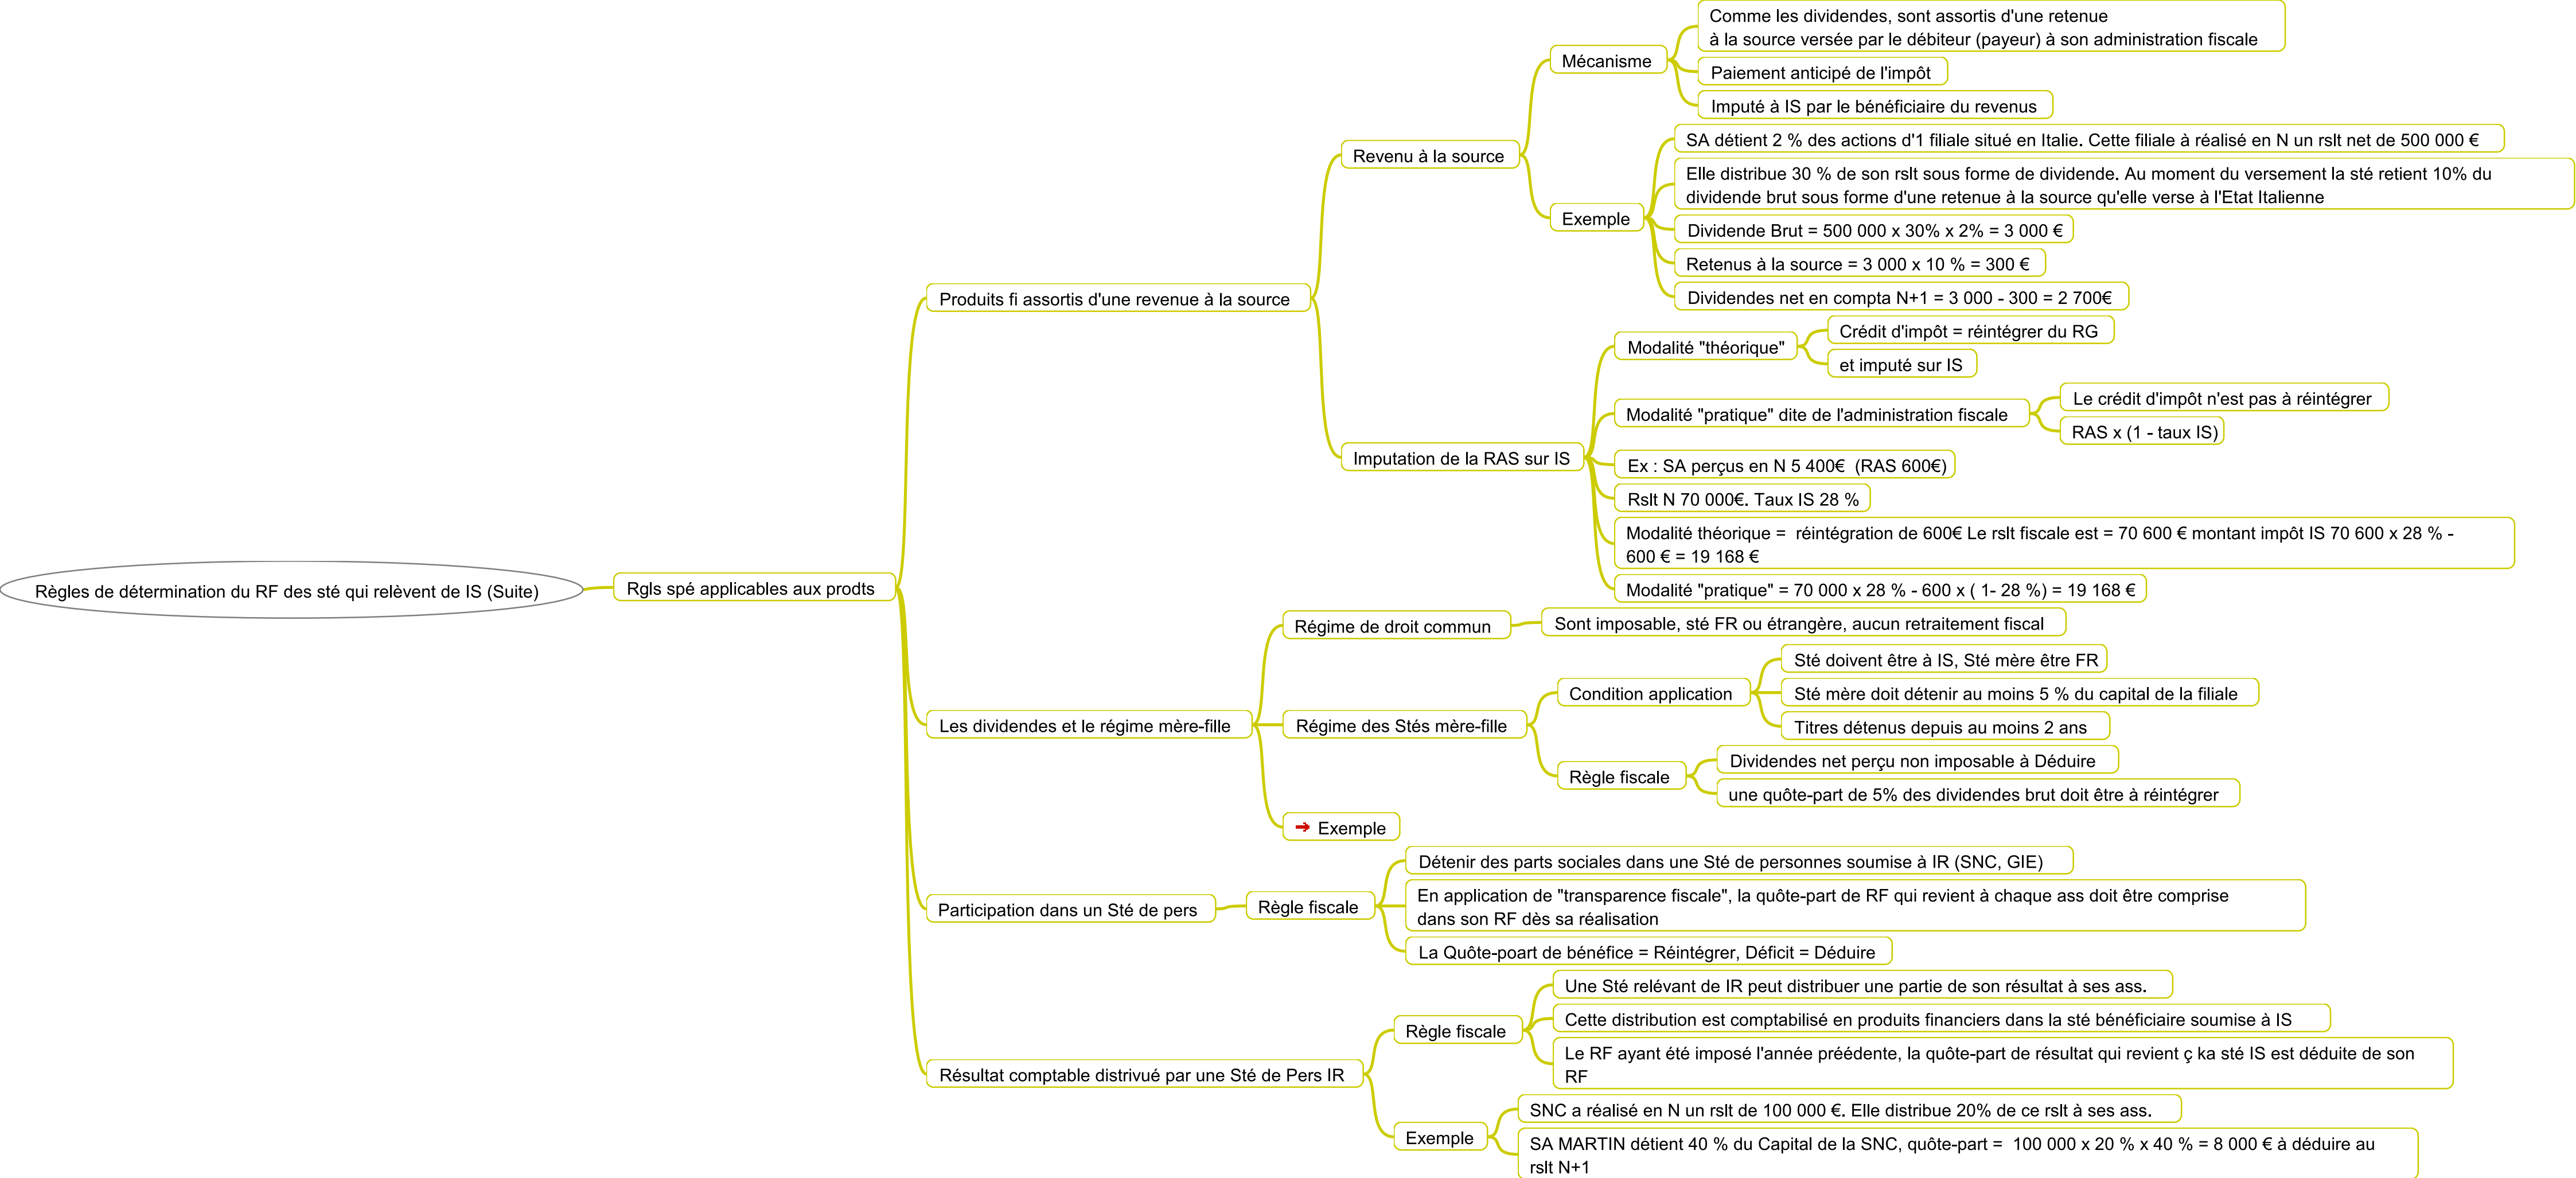 Règles de détermination du RF des sté qui relèvent de IS (Suite)
Rgls spé applicables aux prodts
Produits fi assortis d'une revenue à la source
Revenu à la source
Mécanisme
Comme les dividendes, sont assortis d'une retenue
à la source versée par le débiteur (payeur) à son administration fiscale
Paiement anticipé de l'impôt
Imputé à IS par le bénéficiaire du revenus
Exemple
SA détient 2 % des actions d'1 filiale situé en Italie. Cette filiale à réalisé en N un rslt net de 500 000 €
Elle distribue 30 % de son rslt sous forme de dividende. Au moment du versement la sté retient 10% du
dividende brut sous forme d'une retenue à la source qu'elle verse à l'Etat Italienne
Dividende Brut = 500 000 x 30% x 2% = 3 000 €
Retenus à la source = 3 000 x 10 % = 300 €
Dividendes net en compta N+1 = 3 000 - 300 = 2 700€
Imputation de la RAS sur IS
Modalité "théorique"
Crédit d'impôt = réintégrer du RG
et imputé sur IS
Modalité "pratique" dite de l'administration fiscale
Le crédit d'impôt n'est pas à réintégrer
RAS x (1 - taux IS)
Ex : SA perçus en N 5 400€  (RAS 600€)
Rslt N 70 000€. Taux IS 28 %
Modalité théorique =  réintégration de 600€ Le rslt fiscale est = 70 600 € montant impôt IS 70 600 x 28 % -
600 € = 19 168 €
Modalité "pratique" = 70 000 x 28 % - 600 x ( 1- 28 %) = 19 168 €
Les dividendes et le régime mère-fille
Régime de droit commun
Sont imposable, sté FR ou étrangère, aucun retraitement fiscal
Régime des Stés mère-fille
Condition application
Sté doivent être à IS, Sté mère être FR
Sté mère doit détenir au moins 5 % du capital de la filiale
Titres détenus depuis au moins 2 ans
Règle fiscale
Dividendes net perçu non imposable à Déduire
une quôte-part de 5% des dividendes brut doit être à réintégrer
Exemple
Participation dans un Sté de pers
Règle fiscale
Détenir des parts sociales dans une Sté de personnes soumise à IR (SNC, GIE)
En application de "transparence fiscale", la quôte-part de RF qui revient à chaque ass doit être comprise
dans son RF dès sa réalisation
La Quôte-poart de bénéfice = Réintégrer, Déficit = Déduire
Résultat comptable distrivué par une Sté de Pers IR
Règle fiscale
Une Sté relévant de IR peut distribuer une partie de son résultat à ses ass.
Cette distribution est comptabilisé en produits financiers dans la sté bénéficiaire soumise à IS
Le RF ayant été imposé l'année préédente, la quôte-part de résultat qui revient ç ka sté IS est déduite de son
RF
Exemple
SNC a réalisé en N un rslt de 100 000 €. Elle distribue 20% de ce rslt à ses ass.
SA MARTIN détient 40 % du Capital de la SNC, quôte-part =  100 000 x 20 % x 40 % = 8 000 € à déduire au
rslt N+1